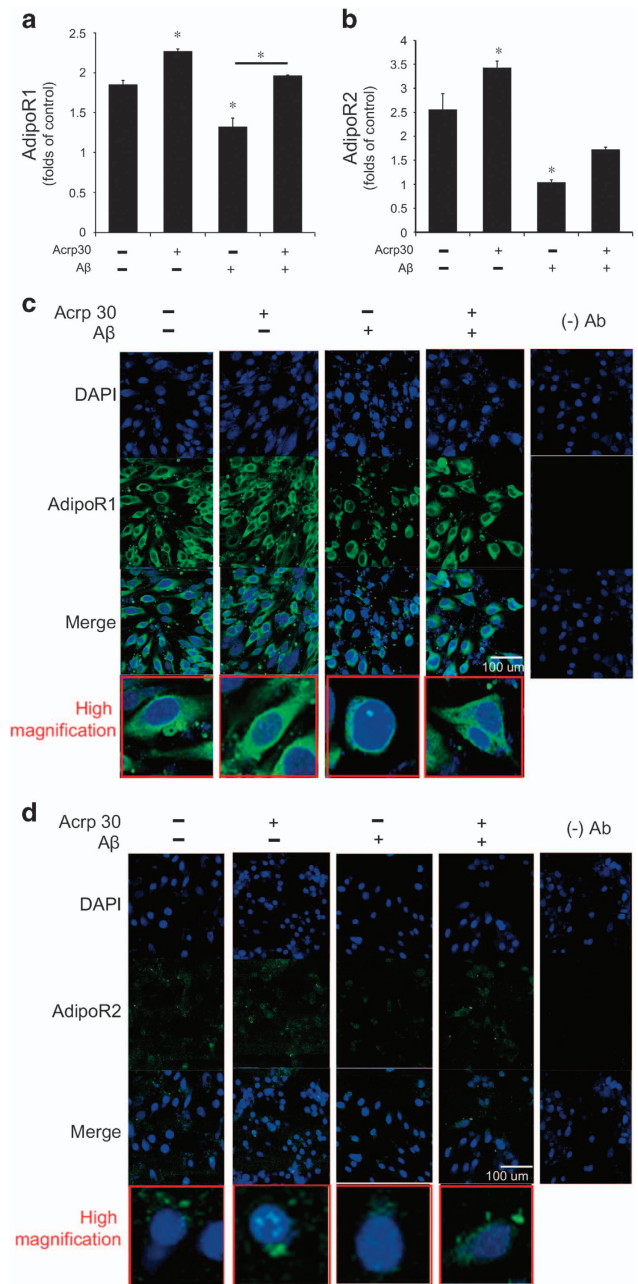 a
AdipoR1
(folds of control)
2.5
2
1.5
1
0.5
0
*
*
*
Acrp30 − + − +
Aβ − − + +
b
AdipoR2
(folds of control)
4
3.5
3
2.5
2
1.5
1
0.5
0
*
*
Acrp30 − + − +
Aβ − − + +
c
Acrp 30 − + − + (-) Ab
Aβ − − + +
DAPI
AdipoR1
Merge
100 um
High
magnification
d
Acrp 30 − + − + (-) Ab
Aβ − − + +
DAPI
AdipoR2
Merge
100 um
High
magnification